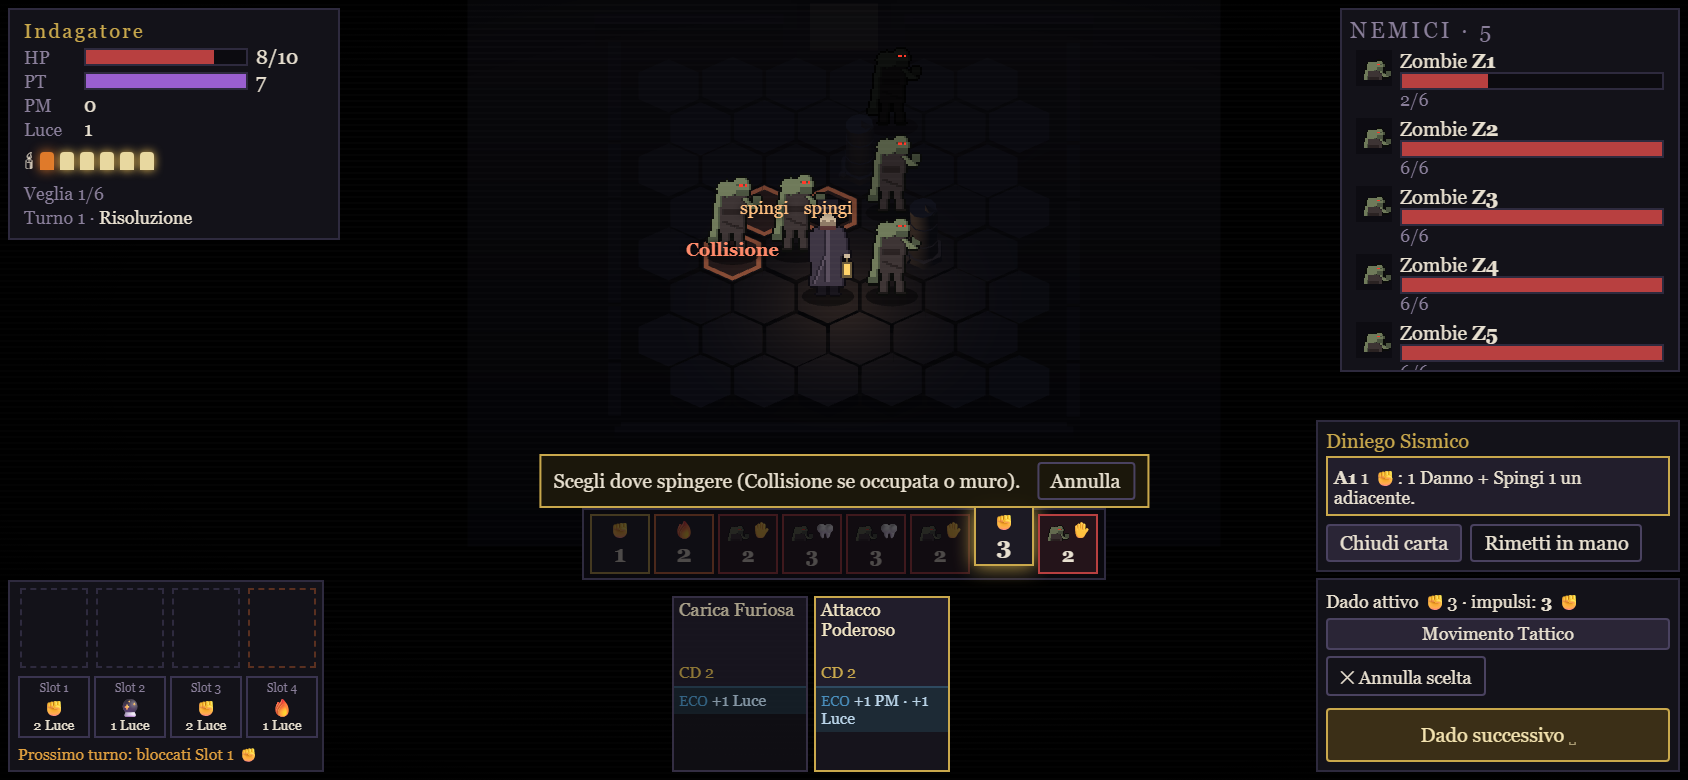 Indagatore
HP 8/10
PT 7
PM 0
Luce 1
Veglia 1/6
Turno 1 · Risoluzione
NEMICI · 5
Zombie Z1
2/6
Zombie Z2
6/6
Zombie Z3
6/6
Zombie Z4
6/6
Zombie Z5
6/6
spingi spingi
Collisione
Scegli dove spingere (Collisione se occupata o muro). Annulla
1 2 2 3 3 2 3 2
Diniego Sismico
A1 1 ✊ : 1 Danno + Spingi 1 un
adiacente.
Chiudi carta Rimetti in mano
Dado attivo ✊ 3 · impulsi: 3 ✊
Movimento Tattico
✕ Annulla scelta
Dado successivo ⎵
Slot 1 Slot 2 Slot 3 Slot 4
2 Luce 1 Luce 2 Luce 1 Luce
Prossimo turno: bloccati Slot 1 ✊
Carica Furiosa
CD 2
ECO +1 Luce
Attacco
Poderoso
CD 2
ECO +1 PM · +1
Luce